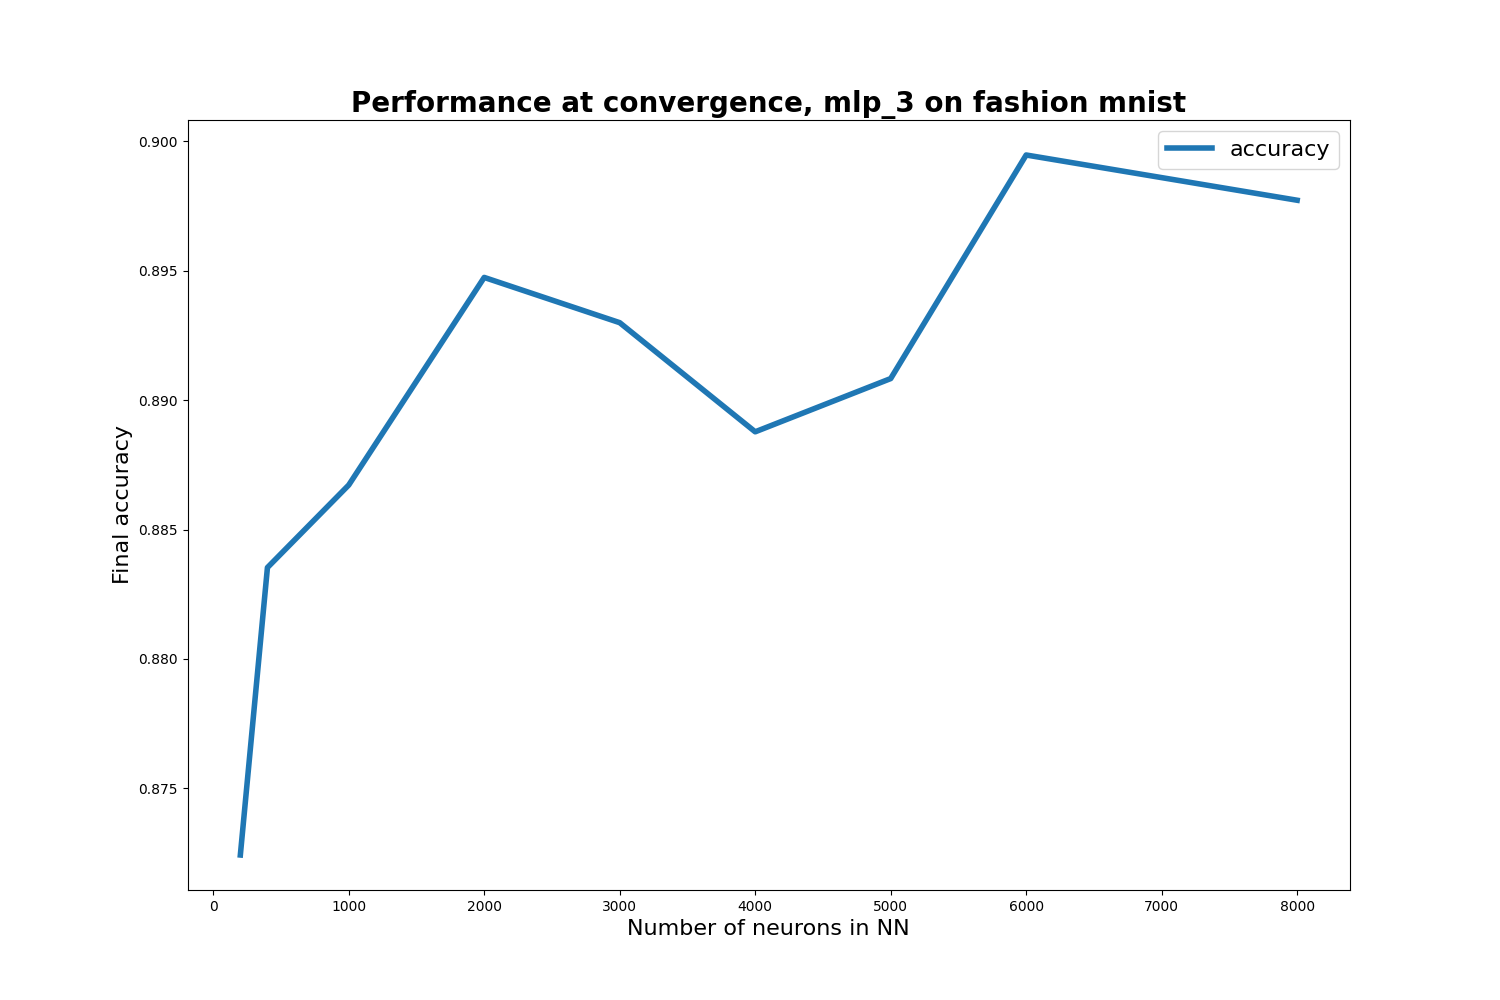 Performance at convergence, mlp_3 on fashion mnist
accuracy
0.900
0.895
0.890
0.885
0.880
0.875
Final accuracy
0 1000 2000 3000 4000 5000 6000 7000 8000
Number of neurons in NN